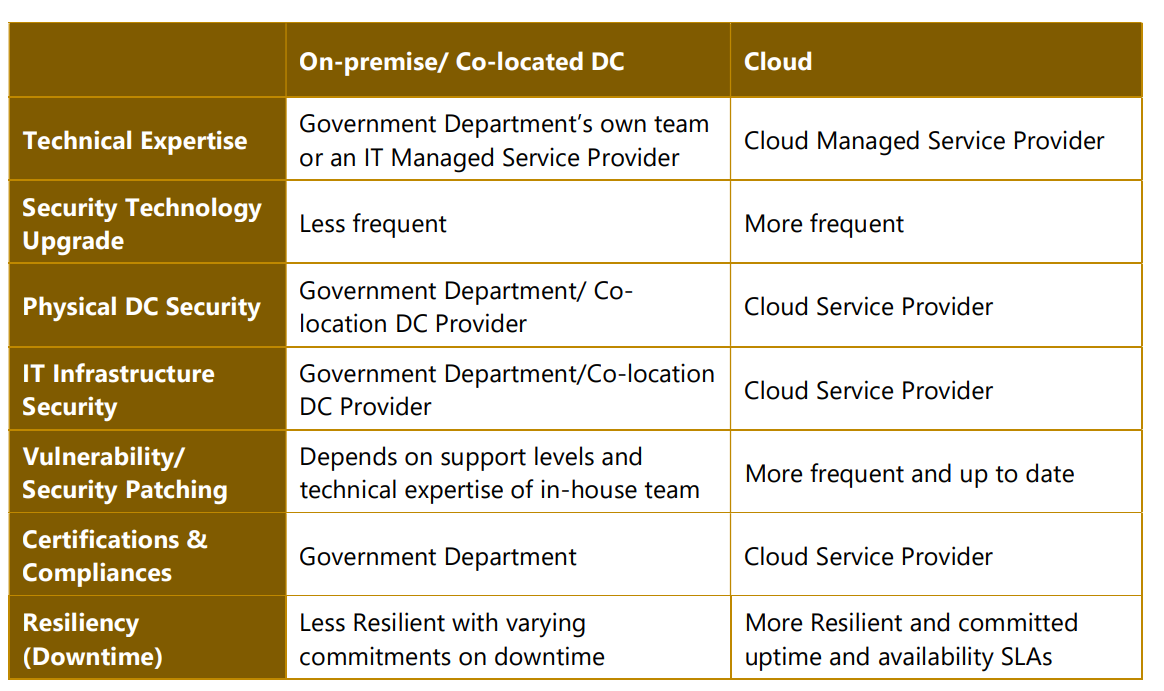 On-premise/ Co-located DC
Cloud
Technical Expertise
Government Department’s own team
or an IT Managed Service Provider
Cloud Managed Service Provider
Security Technology
Upgrade
Less frequent
More frequent
Physical DC Security
Government Department/ Co-
location DC Provider
Cloud Service Provider
IT Infrastructure
Security
Government Department/Co-location
DC Provider
Cloud Service Provider
Vulnerability/
Security Patching
Depends on support levels and
technical expertise of in-house team
More frequent and up to date
Certifications &
Compliances
Government Department
Cloud Service Provider
Resiliency
(Downtime)
Less Resilient with varying
commitments on downtime
More Resilient and committed
uptime and availability SLAs